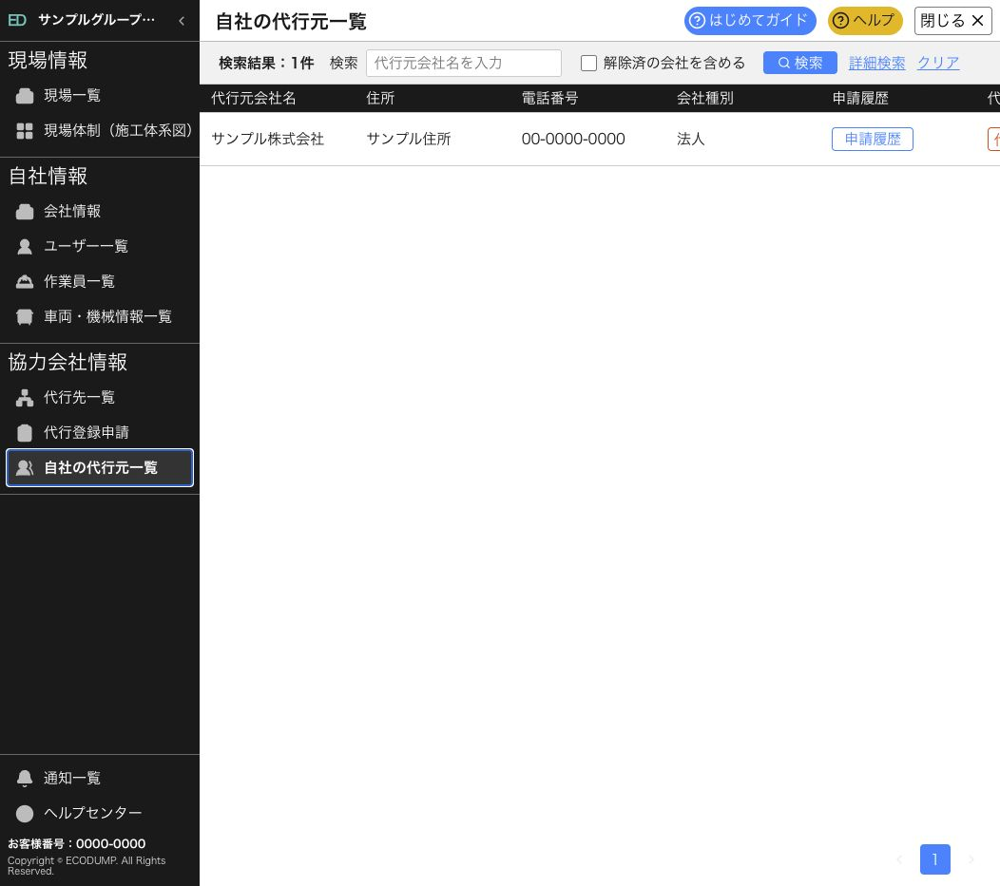 ED サンプルグループ…
現場情報
現場一覧
現場体制（施工体系図）
自社情報
会社情報
ユーザー一覧
作業員一覧
車両・機械情報一覧
協力会社情報
代行先一覧
代行登録申請
自社の代行元一覧
通知一覧
ヘルプセンター
お客様番号：0000-0000
Copyright © ECODUMP. All Rights
Reserved.
自社の代行元一覧 はじめてガイド ヘルプ 閉じる
検索結果：1件 検索 代行元会社名を入力 解除済の会社を含める 検索 詳細検索 クリア
代行元会社名 住所 電話番号 会社種別 申請履歴 代
サンプル株式会社 サンプル住所 00-0000-0000 法人 申請履歴
1